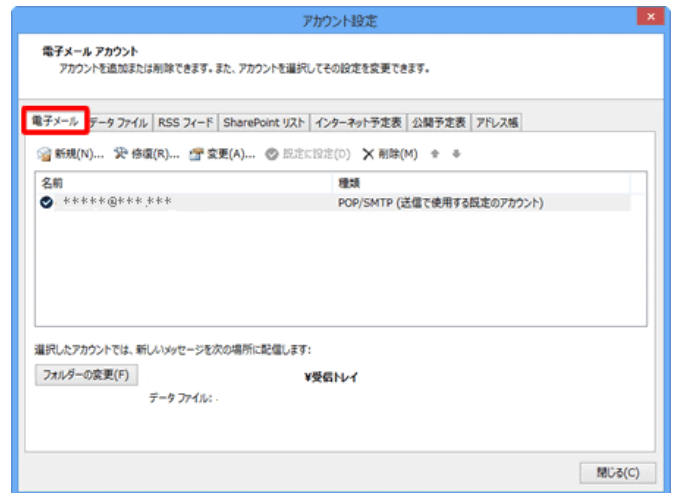 アカウント設定
電子メール アカウント
アカウントを追加または削除できます。また、アカウントを選択してその設定を変更できます。
電子メール データ ファイル RSS フィード SharePoint リスト インターネット予定表 公開予定表 アドレス帳
新規(N)... 修復(R)... 変更(A)... 既定に設定(D) 削除(M)
名前 種類
*****@***.*** POP/SMTP (送信で使用する既定のアカウント)
選択したアカウントでは、新しいメッセージを次の場所に配信します:
フォルダーの変更(F) ¥受信トレイ
データ ファイル:
閉じる(C)